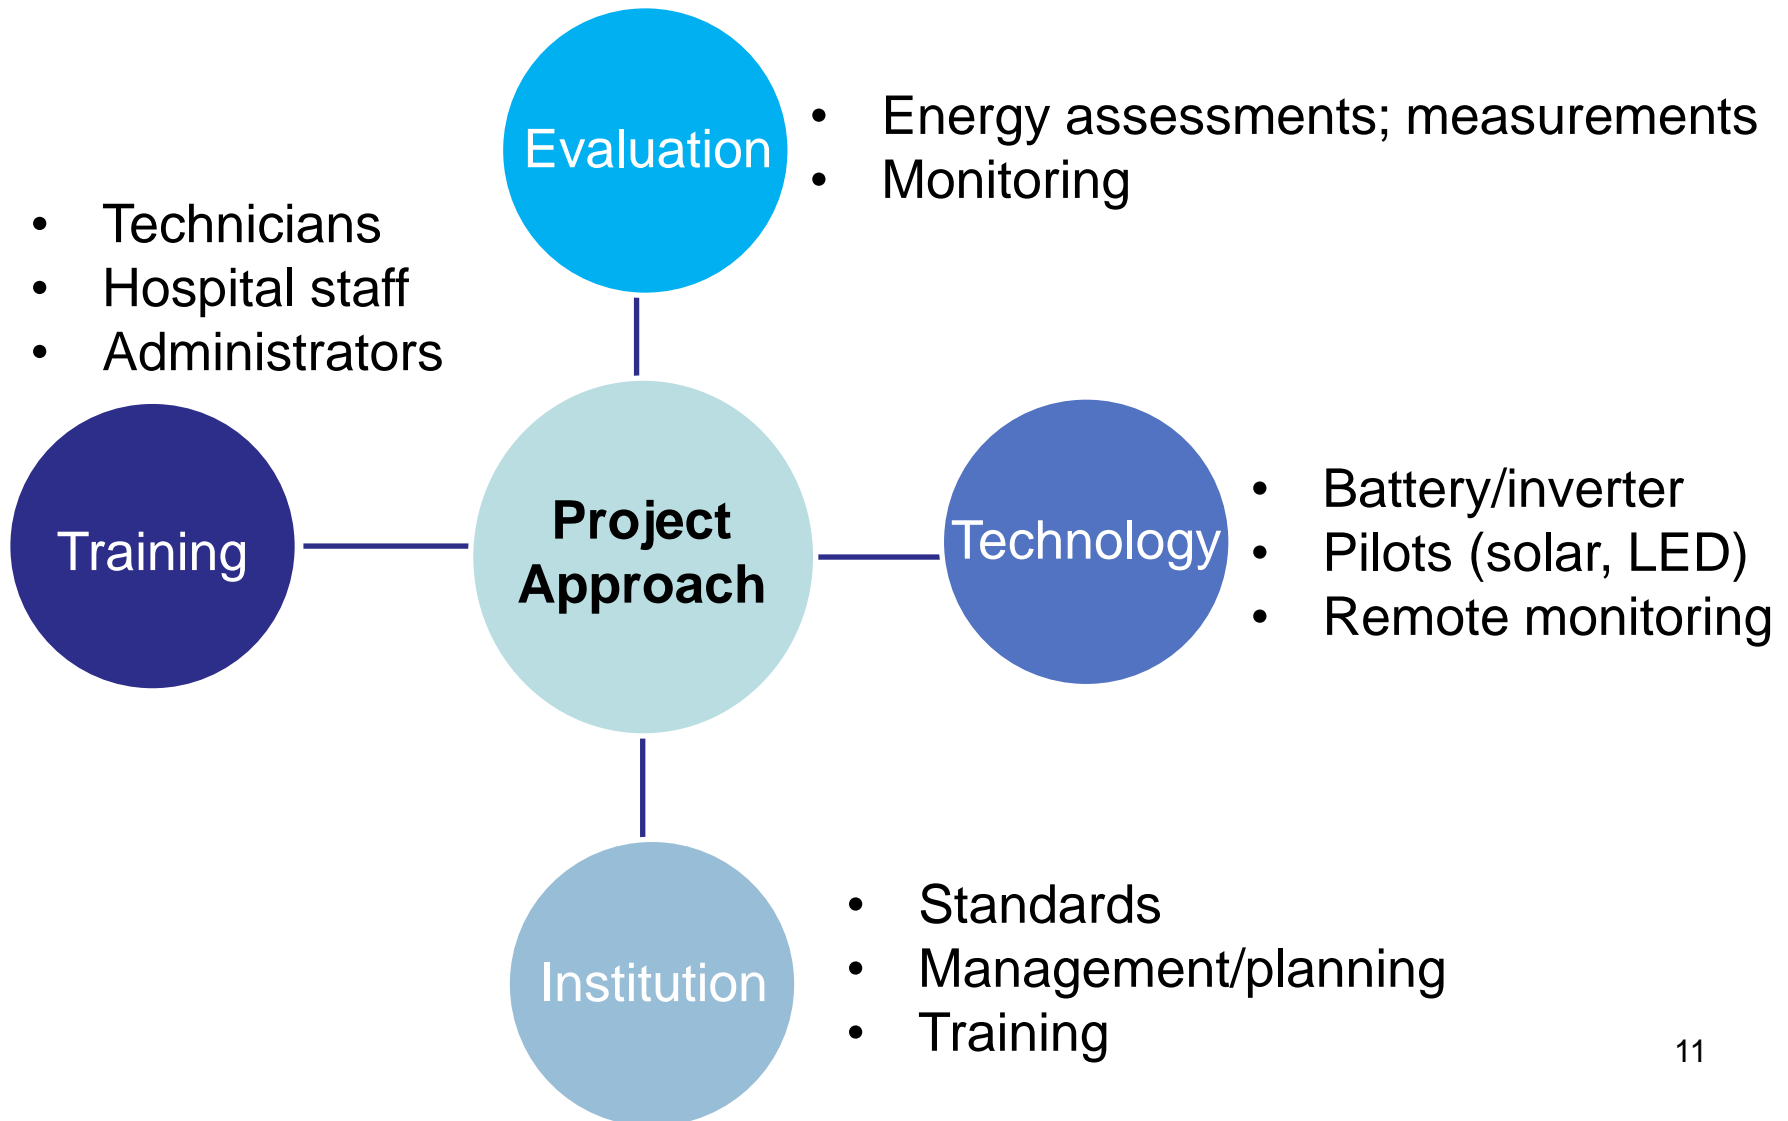 Evaluation
• Energy assessments; measurements
• Monitoring
• Technicians
• Hospital staff
• Administrators
Training
Project
Approach
Technology
• Battery/inverter
• Pilots (solar, LED)
• Remote monitoring
Institution
• Standards
• Management/planning
• Training
11